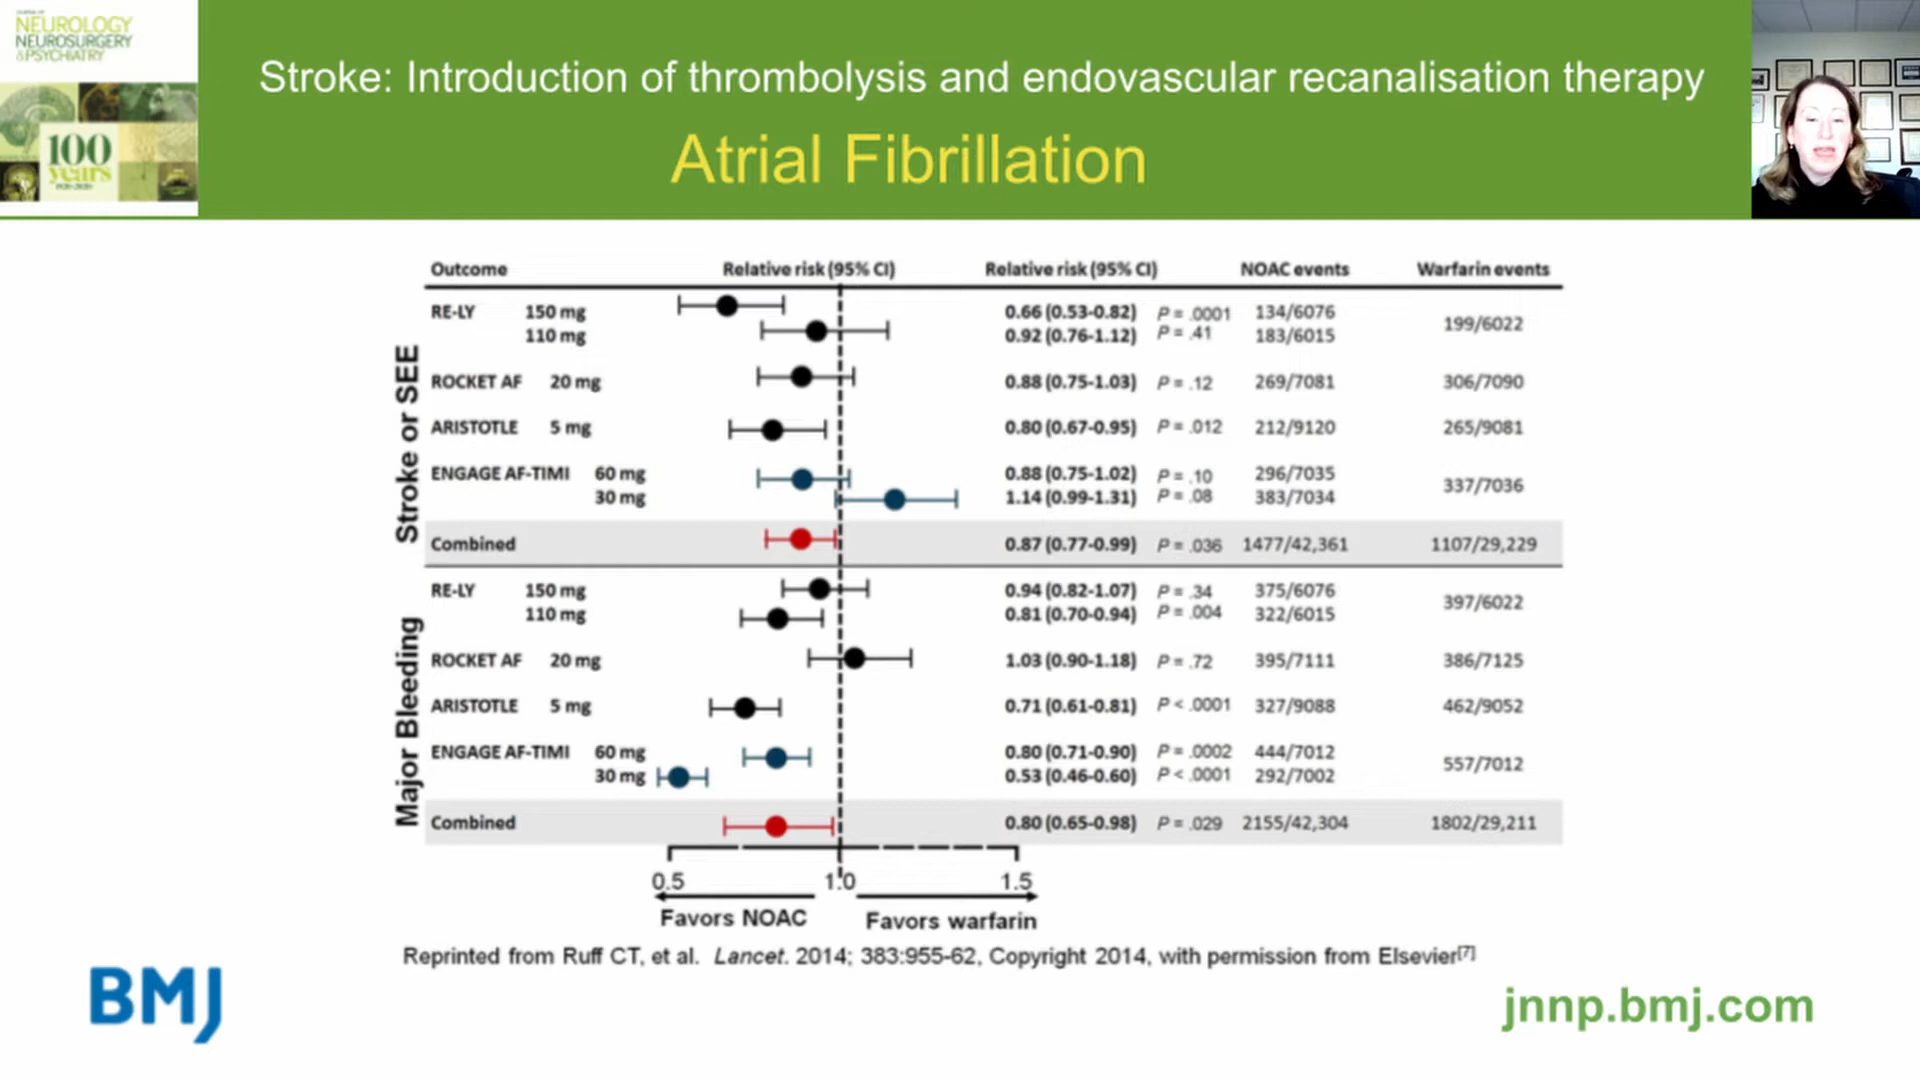 JOURNAL OF
NEUROLOGY
NEUROSURGERY
&PSYCHIATRY
100
years
1920-2020
Stroke: Introduction of thrombolysis and endovascular recanalisation therapy
Atrial Fibrillation
Outcome Relative risk (95% CI) Relative risk (95% CI) NOAC events Warfarin events
Stroke or SEE
RE-LY 150 mg 0.66 (0.53-0.82) P = .0001 134/6076 199/6022
110 mg 0.92 (0.76-1.12) P = .41 183/6015
ROCKET AF 20 mg 0.88 (0.75-1.03) P = .12 269/7081 306/7090
ARISTOTLE 5 mg 0.80 (0.67-0.95) P = .012 212/9120 265/9081
ENGAGE AF-TIMI 60 mg 0.88 (0.75-1.02) P = .10 296/7035 337/7036
30 mg 1.14 (0.99-1.31) P = .08 383/7034
Combined 0.87 (0.77-0.99) P = .036 1477/42,361 1107/29,229
Major Bleeding
RE-LY 150 mg 0.94 (0.82-1.07) P = .34 375/6076 397/6022
110 mg 0.81 (0.70-0.94) P = .004 322/6015
ROCKET AF 20 mg 1.03 (0.90-1.18) P = .72 395/7111 386/7125
ARISTOTLE 5 mg 0.71 (0.61-0.81) P < .0001 327/9088 462/9052
ENGAGE AF-TIMI 60 mg 0.80 (0.71-0.90) P = .0002 444/7012 557/7012
30 mg 0.53 (0.46-0.60) P < .0001 292/7002
Combined 0.80 (0.65-0.98) P = .029 2155/42,304 1802/29,211
0.5 1.0 1.5
Favors NOAC Favors warfarin
Reprinted from Ruff CT, et al. Lancet. 2014; 383:955-62, Copyright 2014, with permission from Elsevier[7]
BMJ
jnnp.bmj.com